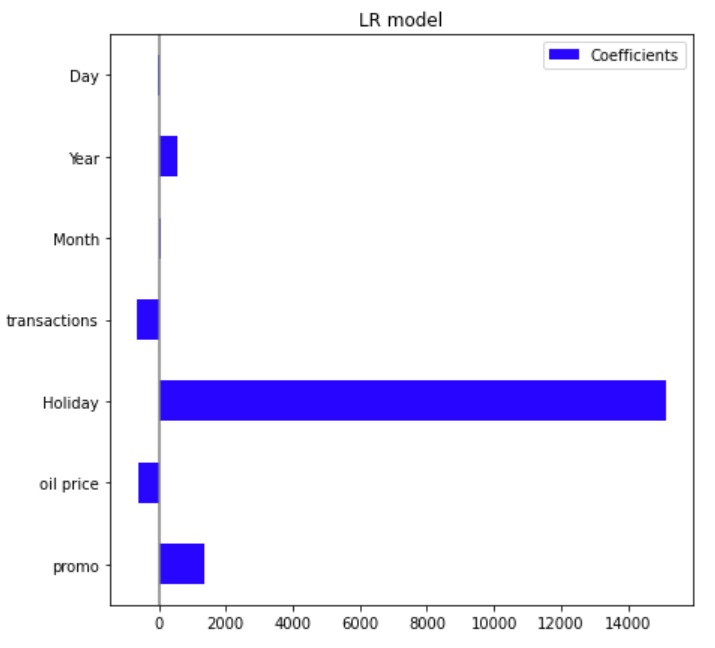 LR model
Coefficients
Day
Year
Month
transactions
Holiday
oil price
promo
0 2000 4000 6000 8000 10000 12000 14000